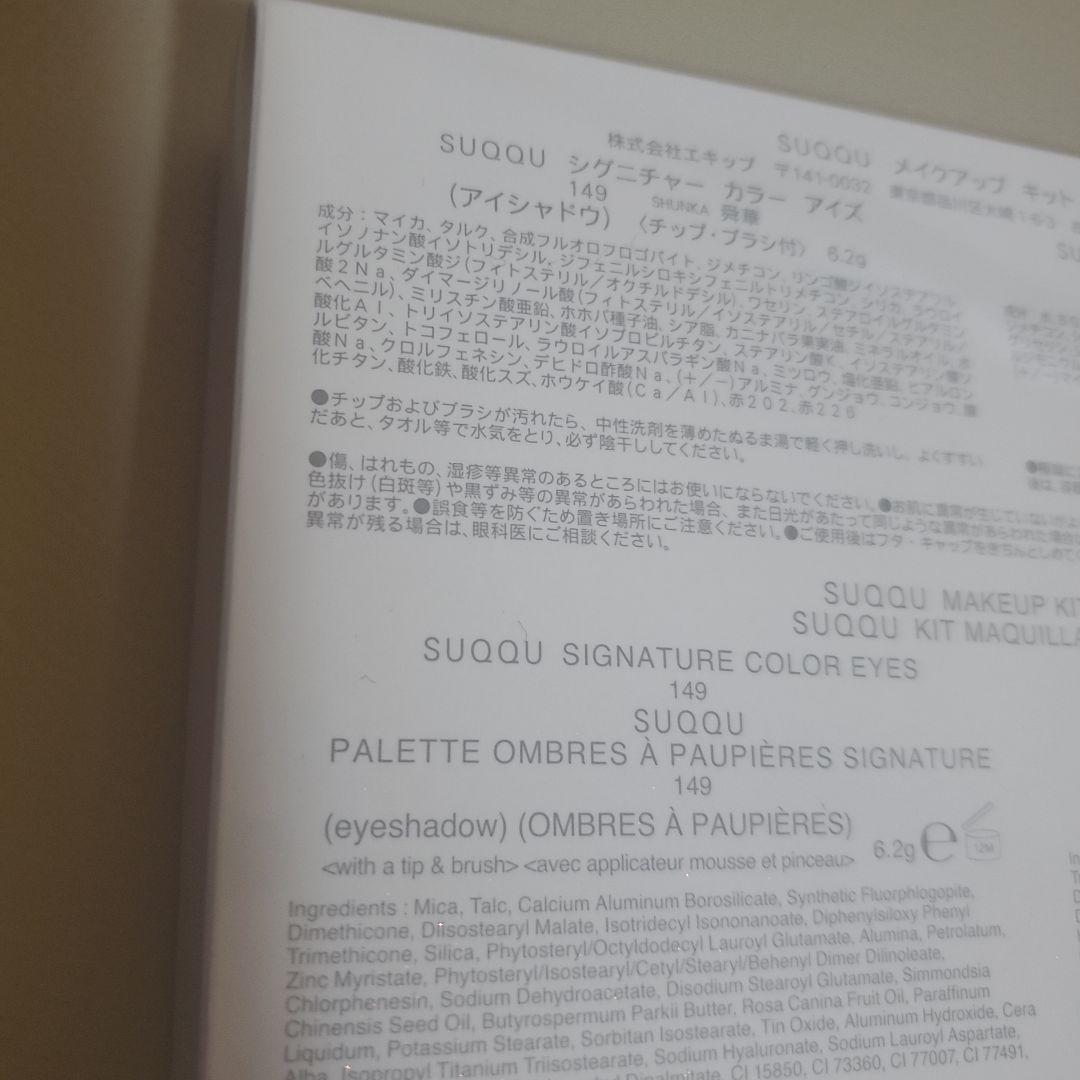 SUQQU メイクアップ キット
株式会社エキップ 〒141-0032 東京都品川区大崎1-6-3
SUQQU シグニチャー カラー アイズ
149 SHUNKA 舜華
(アイシャドウ) 〈チップ・ブラシ付〉 6.2g
成分:マイカ、タルク、合成フルオロフロゴパイト、ジメチコン、リンゴ酸ジイソステアリル、
イソノナン酸イソトリデシル、ジフェニルシロキシフェニルトリメチコン、シリカ、ラウロイ
ルグルタミン酸ジ(フィトステリル/オクチルドデシル)、ワセリン、ステアロイルグルタミン
酸2Na、ダイマージリノール酸(フィトステリル/イソステアリル/セチル/ステアリル/
ベヘニル)、ミリスチン酸亜鉛、ホホバ種子油、シア脂、カニナバラ果実油、ミネラルオイル、水
酸化Al、トリイソステアリン酸イソプロピルチタン、ステアリン酸K、イソステアリン酸ソ
ルビタン、トコフェロール、ラウロイルアスパラギン酸Na、ミツロウ、塩化亜鉛、ヒアルロン
酸Na、クロルフェネシン、デヒドロ酢酸Na、(+/−)アルミナ、グンジョウ、コンジョウ、酸
化チタン、酸化鉄、酸化スズ、ホウケイ酸(Ca/Al)、赤202、赤226
●チップおよびブラシが汚れたら、中性洗剤を薄めたぬるま湯で軽く押し洗いし、よくすすい
だあと、タオル等で水気をとり、必ず陰干ししてください。
●傷、はれもの、湿疹等異常のあるところにはお使いにならないでください。●お肌に異常が生じていないか
色抜け(白斑等)や黒ずみ等の異常があらわれた場合、また日光があたって同じような異常があらわれた場合
があります。●誤食等を防ぐため置き場所にご注意ください。●ご使用後はフタ・キャップをきちんとしめて
異常が残る場合は、眼科医にご相談ください。
SUQQU MAKEUP KIT
SUQQU KIT MAQUILLA
SUQQU SIGNATURE COLOR EYES
149
SUQQU
PALETTE OMBRES À PAUPIÈRES SIGNATURE
149
(eyeshadow) (OMBRES À PAUPIÈRES)
<with a tip & brush> <avec applicateur mousse et pinceau> 6.2g ℮ 12M
Ingredients : Mica, Talc, Calcium Aluminum Borosilicate, Synthetic Fluorphlogopite,
Dimethicone, Diisostearyl Malate, Isotridecyl Isononanoate, Diphenylsiloxy Phenyl
Trimethicone, Silica, Phytosteryl/Octyldodecyl Lauroyl Glutamate, Alumina, Petrolatum,
Zinc Myristate, Phytosteryl/Isostearyl/Cetyl/Stearyl/Behenyl Dimer Dilinoleate,
Chlorphenesin, Sodium Dehydroacetate, Disodium Stearoyl Glutamate, Simmondsia
Chinensis Seed Oil, Butyrospermum Parkii Butter, Rosa Canina Fruit Oil, Paraffinum
Liquidum, Potassium Stearate, Sorbitan Isostearate, Tin Oxide, Aluminum Hydroxide, Cera
Alba, Isopropyl Titanium Triisostearate, Sodium Hyaluronate, Sodium Lauroyl Aspartate,
CI 15850, CI 73360, CI 77007, CI 77491,